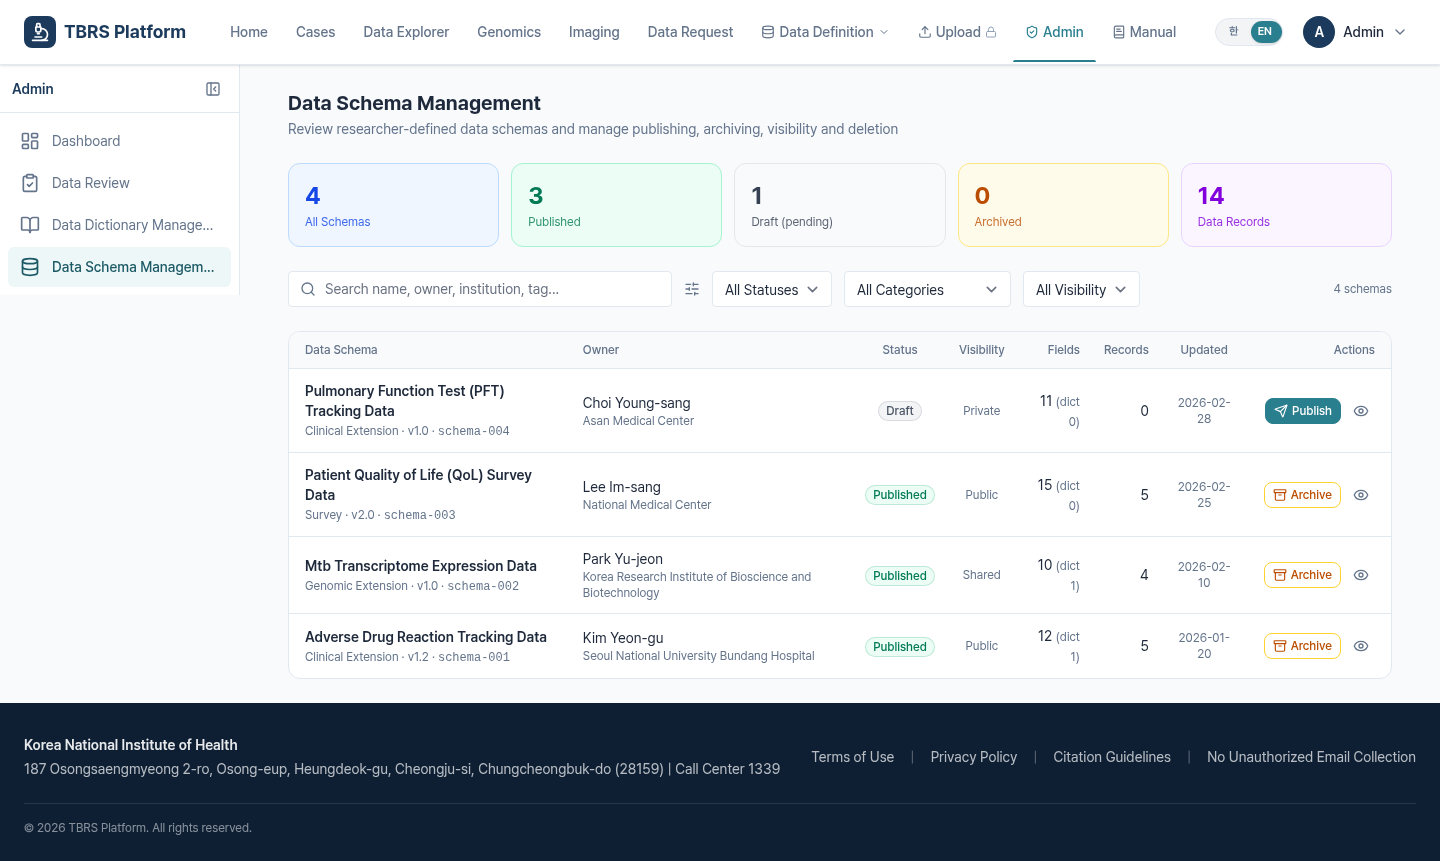 TBRS Platform
Home
Cases
Data Explorer
Genomics
Imaging
Data Request
Data Definition
Upload
Admin
Manual
한
EN
A
Admin
Admin
Dashboard
Data Review
Data Dictionary Manage...
Data Schema Managem...
Data Schema Management
Review researcher-defined data schemas and manage publishing, archiving, visibility and deletion
4
All Schemas
3
Published
1
Draft (pending)
0
Archived
14
Data Records
Search name, owner, institution, tag...
All Statuses
All Categories
All Visibility
4 schemas
Data Schema
Owner
Status
Visibility
Fields
Records
Updated
Actions
Pulmonary Function Test (PFT)
Tracking Data
Clinical Extension · v1.0 · schema-004
Choi Young-sang
Asan Medical Center
Draft
Private
11 (dict
0)
0
2026-02-
28
Publish
Patient Quality of Life (QoL) Survey
Data
Survey · v2.0 · schema-003
Lee Im-sang
National Medical Center
Published
Public
15 (dict
0)
5
2026-02-
25
Archive
Mtb Transcriptome Expression Data
Genomic Extension · v1.0 · schema-002
Park Yu-jeon
Korea Research Institute of Bioscience and
Biotechnology
Published
Shared
10 (dict
1)
4
2026-02-
10
Archive
Adverse Drug Reaction Tracking Data
Clinical Extension · v1.2 · schema-001
Kim Yeon-gu
Seoul National University Bundang Hospital
Published
Public
12 (dict
1)
5
2026-01-
20
Archive
Korea National Institute of Health
187 Osongsaengmyeong 2-ro, Osong-eup, Heungdeok-gu, Cheongju-si, Chungcheongbuk-do (28159) | Call Center 1339
Terms of Use | Privacy Policy | Citation Guidelines | No Unauthorized Email Collection
© 2026 TBRS Platform. All rights reserved.